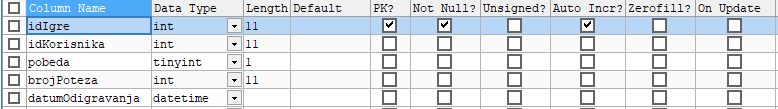 Column Name Data Type Length Default PK? Not Null? Unsigned? Auto Incr? Zerofill? On Update
idIgre int 11
idKorisnika int 11
pobeda tinyint 1
brojPoteza int 11
datumOdigravanja datetime